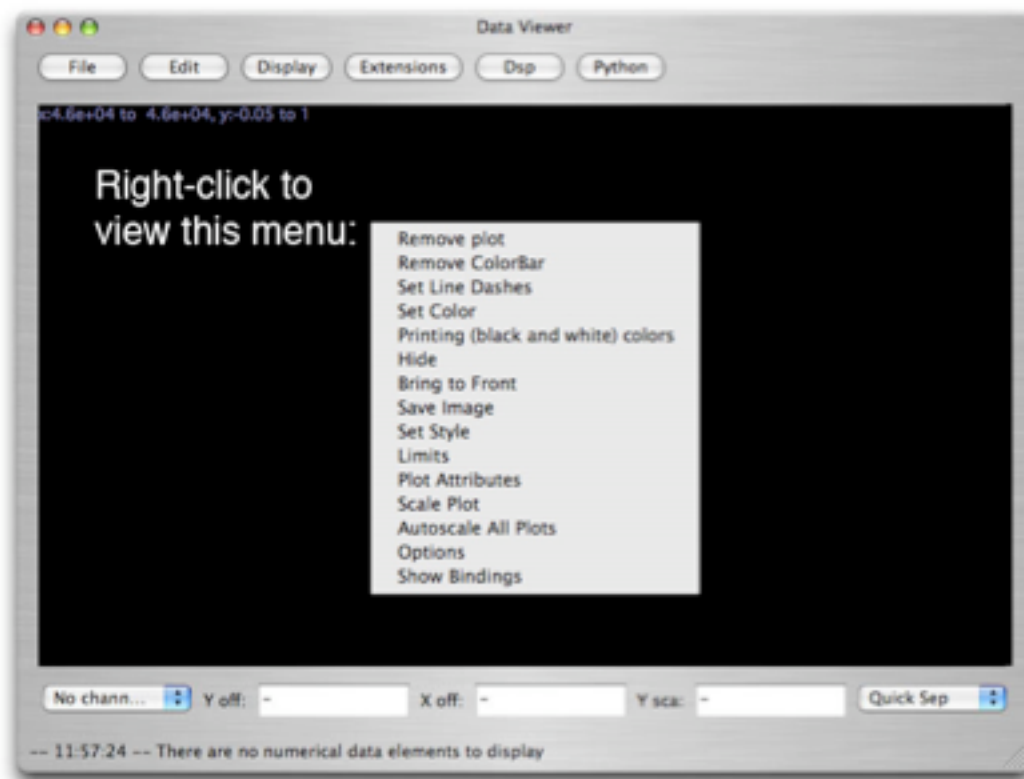 Data Viewer
File Edit Display Extensions Dsp Python
x:4.6e+04 to 4.6e+04, y:-0.05 to 1
Right-click to
view this menu:
Remove plot
Remove ColorBar
Set Line Dashes
Set Color
Printing (black and white) colors
Hide
Bring to Front
Save Image
Set Style
Limits
Plot Attributes
Scale Plot
Autoscale All Plots
Options
Show Bindings
No chann... Y off: - X off: - Y sca: - Quick Sep
-- 11:57:24 -- There are no numerical data elements to display